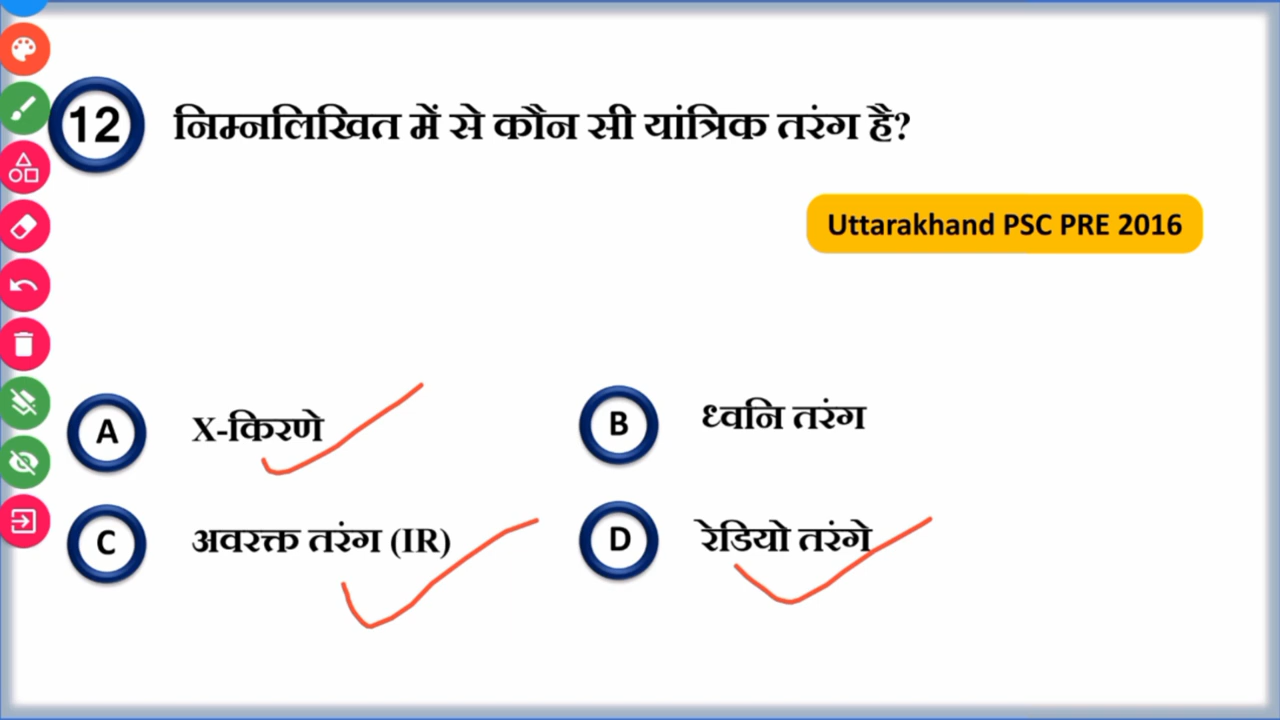 12 निम्नलिखित में से कौन सी यांत्रिक तरंग है?
Uttarakhand PSC PRE 2016
A X-किरणे
B ध्वनि तरंग
C अवरक्त तरंग (IR)
D रेडियो तरंगे